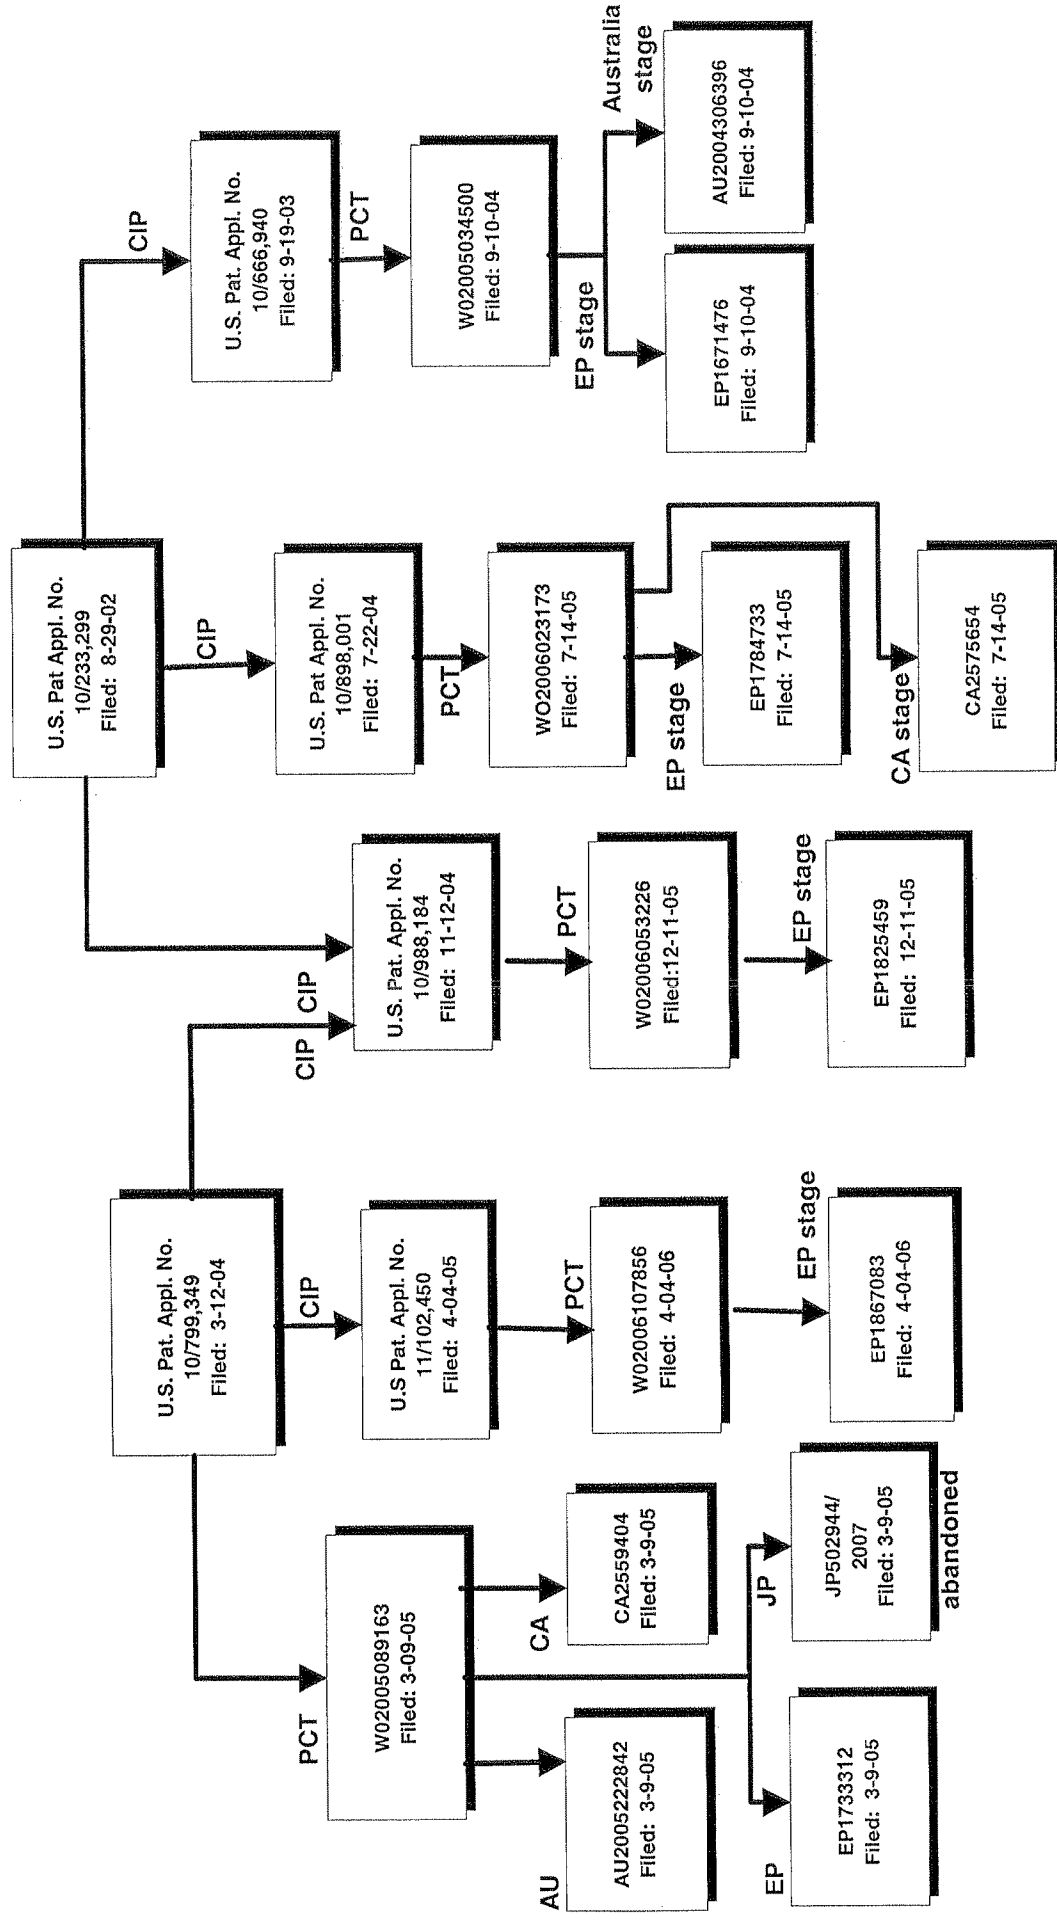 U.S. Pat Appl. No.
10/233,299
Filed: 8-29-02
CIP
U.S. Pat. Appl. No.
10/666,940
Filed: 9-19-03
PCT
W02005034500
Filed: 9-10-04
EP stage
Australia
stage
EP1671476
Filed: 9-10-04
AU2004306396
Filed: 9-10-04
CIP
U.S. Pat Appl. No.
10/898,001
Filed: 7-22-04
PCT
WO2006023173
Filed: 7-14-05
EP stage
EP1784733
Filed: 7-14-05
CA stage
CA2575654
Filed: 7-14-05
CIP
CIP
U.S. Pat. Appl. No.
10/988,184
Filed: 11-12-04
PCT
W02006053226
Filed:12-11-05
EP stage
EP1825459
Filed: 12-11-05
U.S. Pat. Appl. No.
10/799,349
Filed: 3-12-04
CIP
U.S Pat. Appl. No.
11/102,450
Filed: 4-04-05
PCT
W02006107856
Filed: 4-04-06
EP stage
EP1867083
Filed: 4-04-06
PCT
W02005089163
Filed: 3-09-05
AU
AU2005222842
Filed: 3-9-05
CA
CA2559404
Filed: 3-9-05
EP
EP1733312
Filed: 3-9-05
JP
JP502944/
2007
Filed: 3-9-05
abandoned